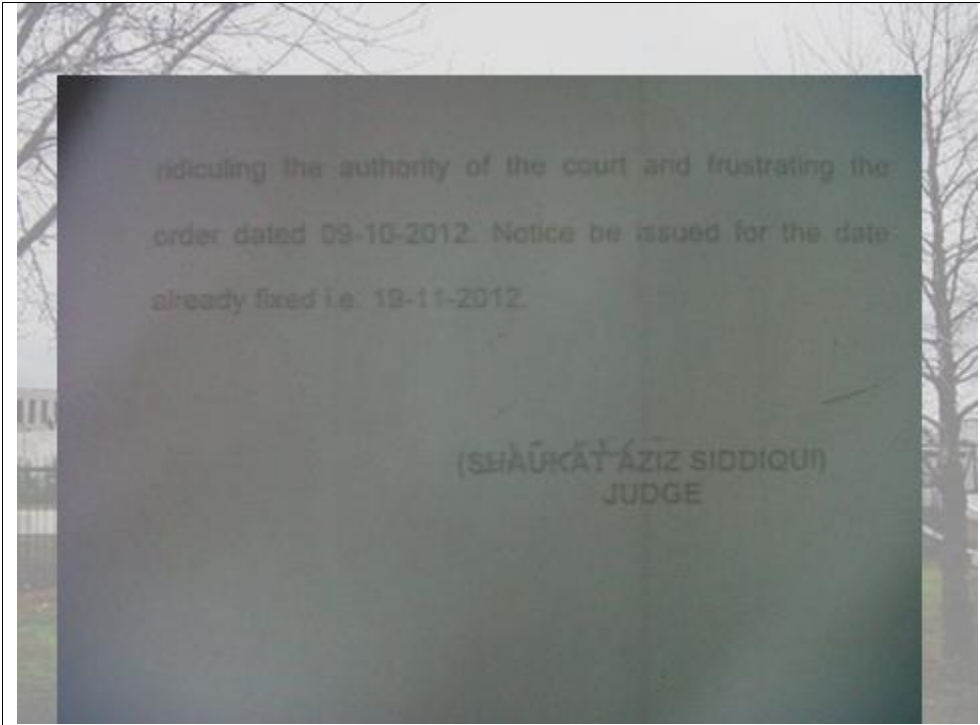 ridiculing the authority of the court and frustrating the
order dated 09-10-2012. Notice be issued for the date
already fixed i.e. 19-11-2012.
(SHAUKAT AZIZ SIDDIQUI)
JUDGE